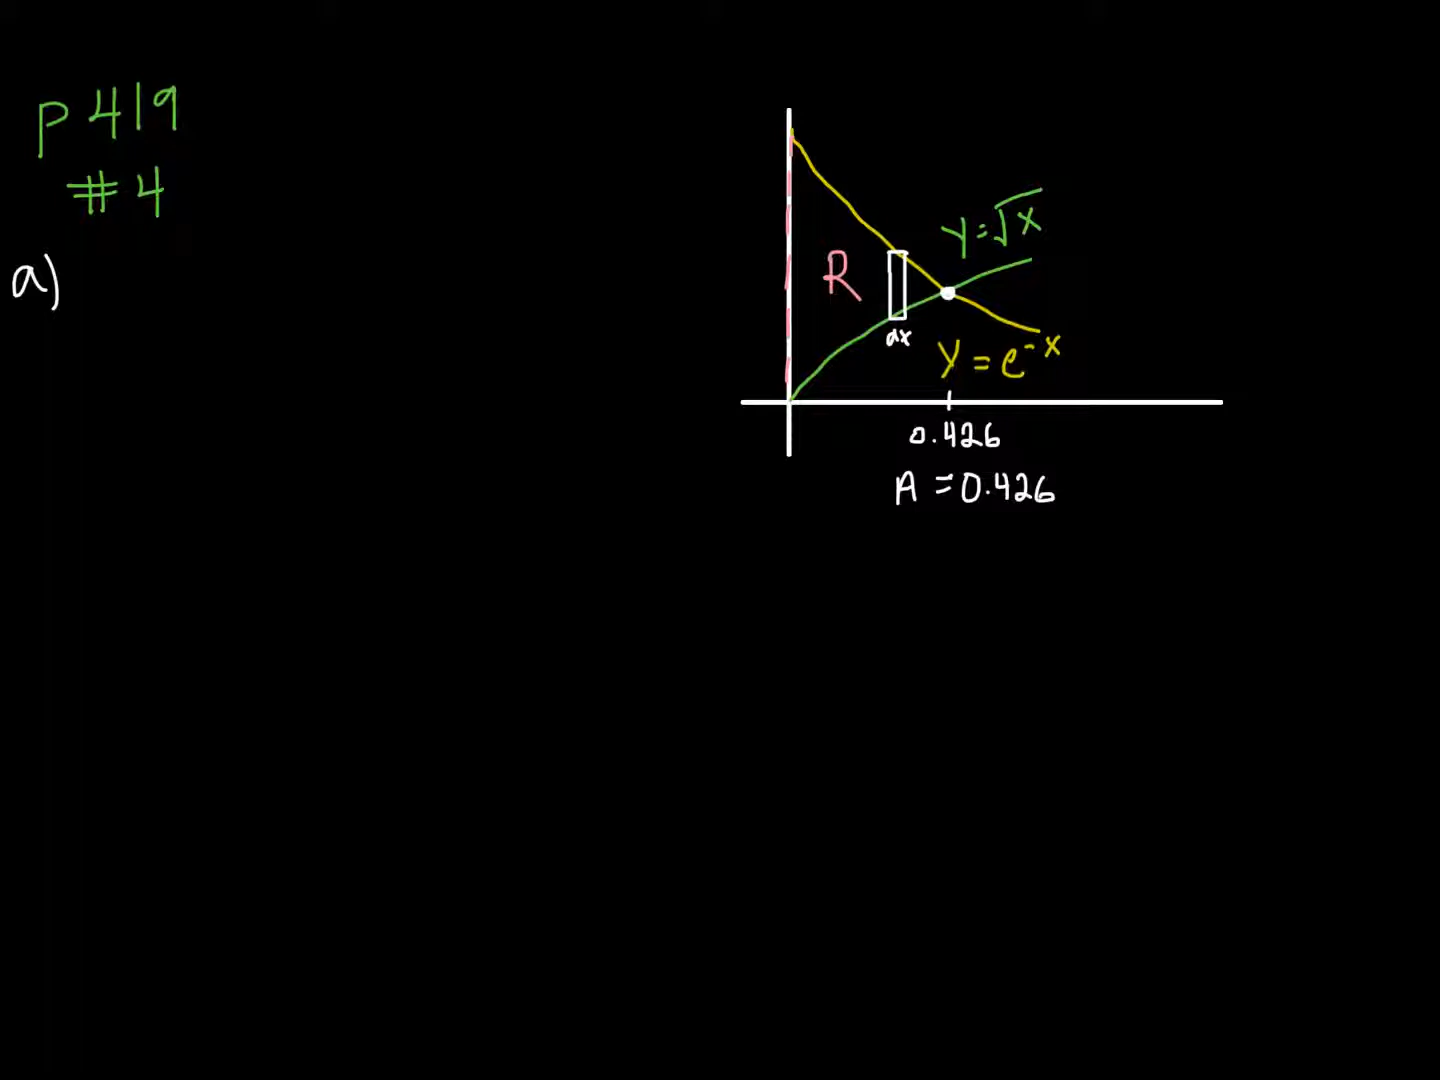 P 419
#4
a)
y=√x
R
dx
y = e^-x
0.426
A = 0.426